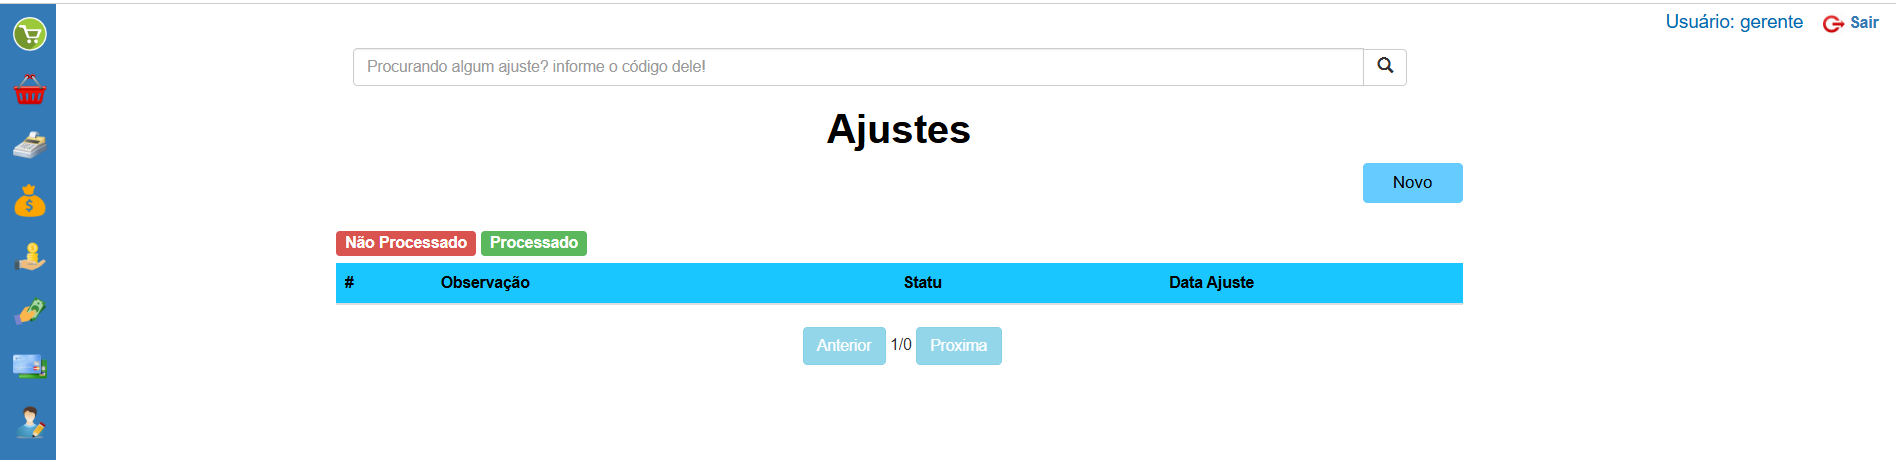 Usuário: gerente Sair
Procurando algum ajuste? informe o código dele!
Ajustes
Novo
Não Processado Processado
# Observação Statu Data Ajuste
Anterior 1/0 Proxima